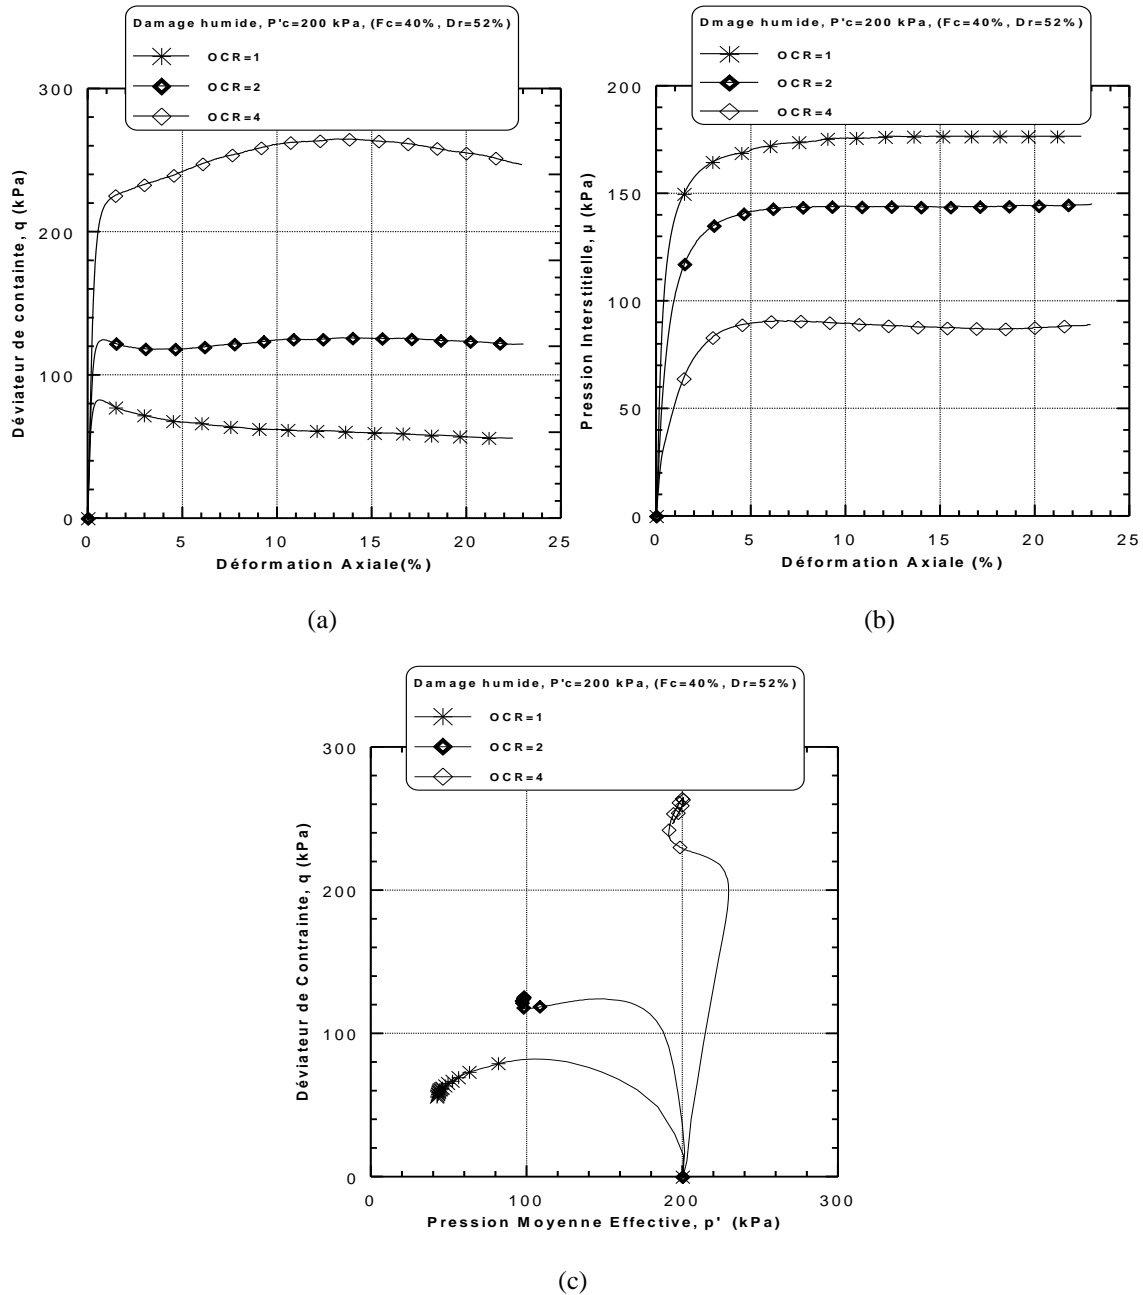 Damage humide, P'c=200 kPa, (Fc=40%, Dr=52%)
OCR=1
OCR=2
OCR=4
300
200
100
0
Déviateur de containte, q (kPa)
0 5 10 15 20 25
Déformation Axiale(%)
(a)
Dmage humide, P'c=200 kPa, (Fc=40%, Dr=52%)
OCR=1
OCR=2
OCR=4
200
150
100
50
0
Pression Interstitielle, µ (kPa)
0 5 10 15 20 25
Déformation Axiale (%)
(b)
Damage humide, P'c=200 kPa, (Fc=40%, Dr=52%)
OCR=1
OCR=2
OCR=4
300
200
100
0
Déviateur de Contrainte, q (kPa)
0 100 200 300
Pression Moyenne Effective, p' (kPa)
(c)